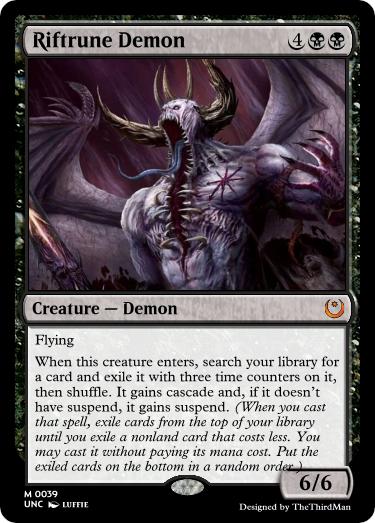 Riftrune Demon 4
Creature — Demon
Flying
When this creature enters, search your library for
a card and exile it with three time counters on it,
then shuffle. It gains cascade and, if it doesn't
have suspend, it gains suspend. (When you cast
that spell, exile cards from the top of your library
until you exile a nonland card that costs less. You
may cast it without paying its mana cost. Put the
exiled cards on the bottom in a random order.)
6/6
M 0039
UNC LUFFIE
Designed by TheThirdMan